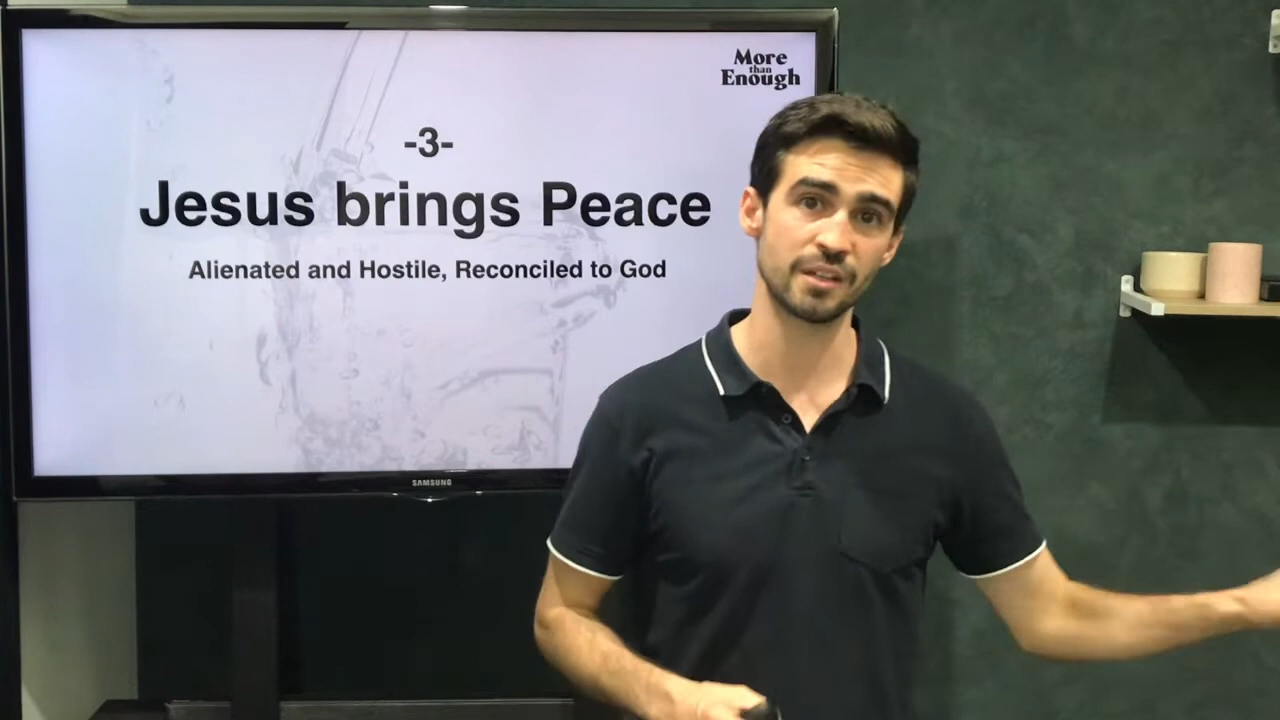 More
than
Enough
-3-
Jesus brings Peace
Alienated and Hostile, Reconciled to God
SAMSUNG